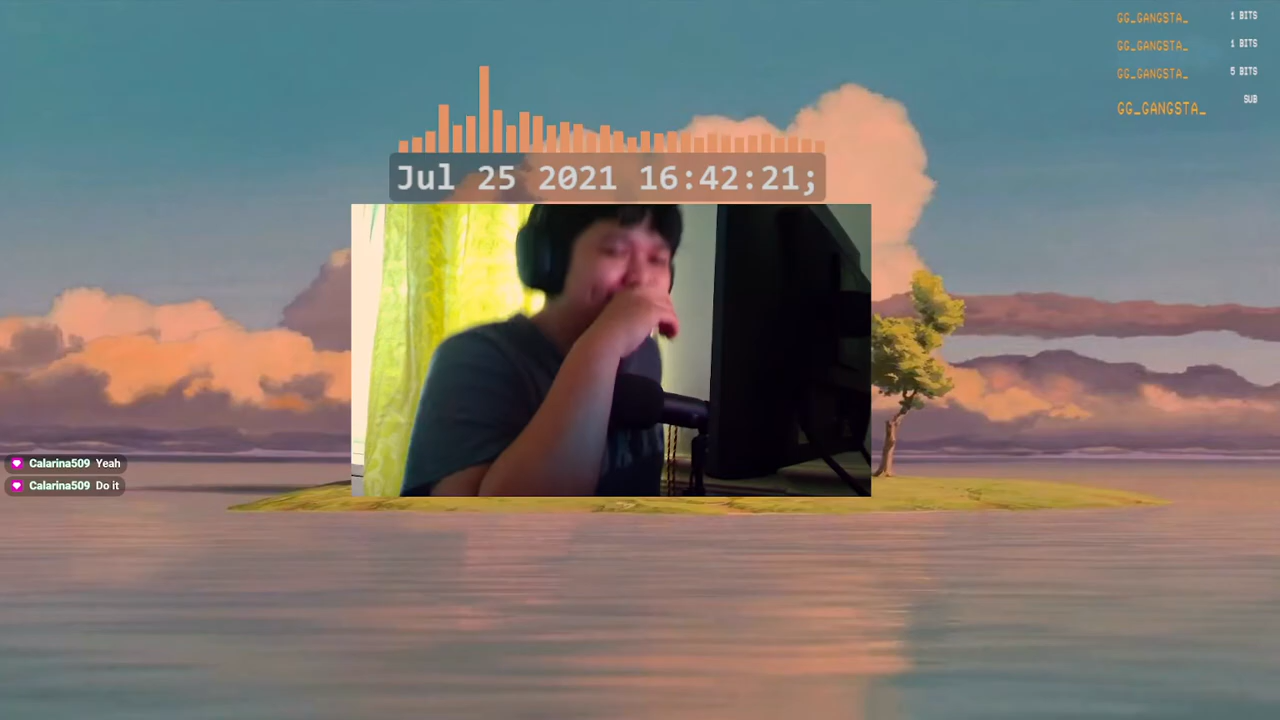 GG_GANGSTA_ 1 BITS
GG_GANGSTA_ 1 BITS
GG_GANGSTA_ 5 BITS
GG_GANGSTA_ SUB
Jul 25 2021 16:42:21;
Calarina509 Yeah
Calarina509 Do it